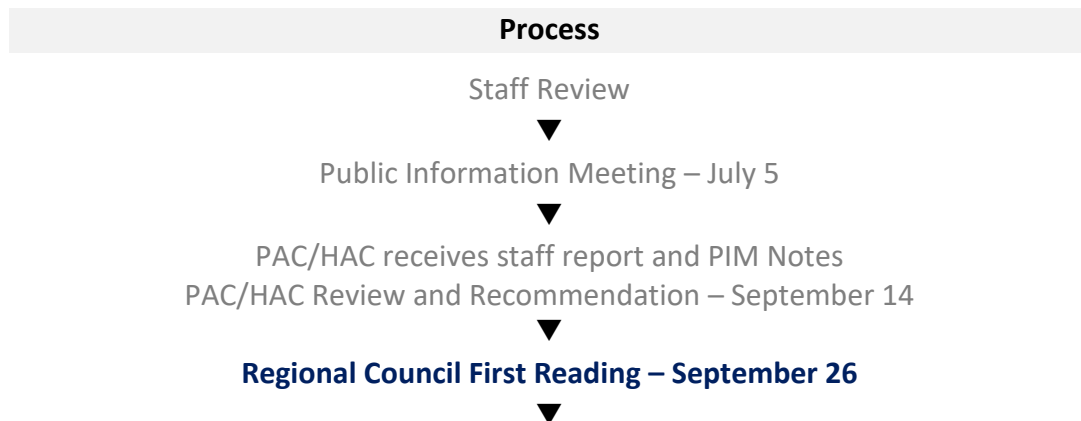 Process
Staff Review
Public Information Meeting – July 5
PAC/HAC receives staff report and PIM Notes
PAC/HAC Review and Recommendation – September 14
Regional Council First Reading – September 26